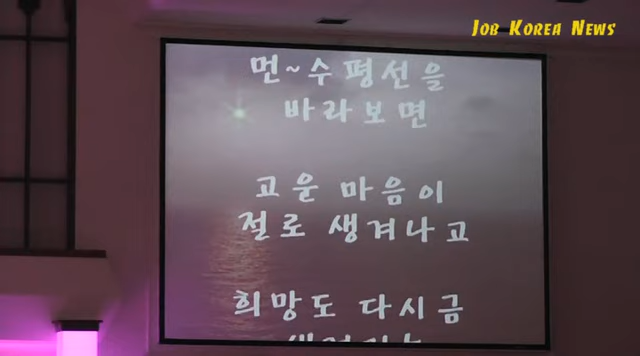 Job Korea News
먼~수평선을
바라보면
고운 마음이
절로 생겨나고
희망도 다시금